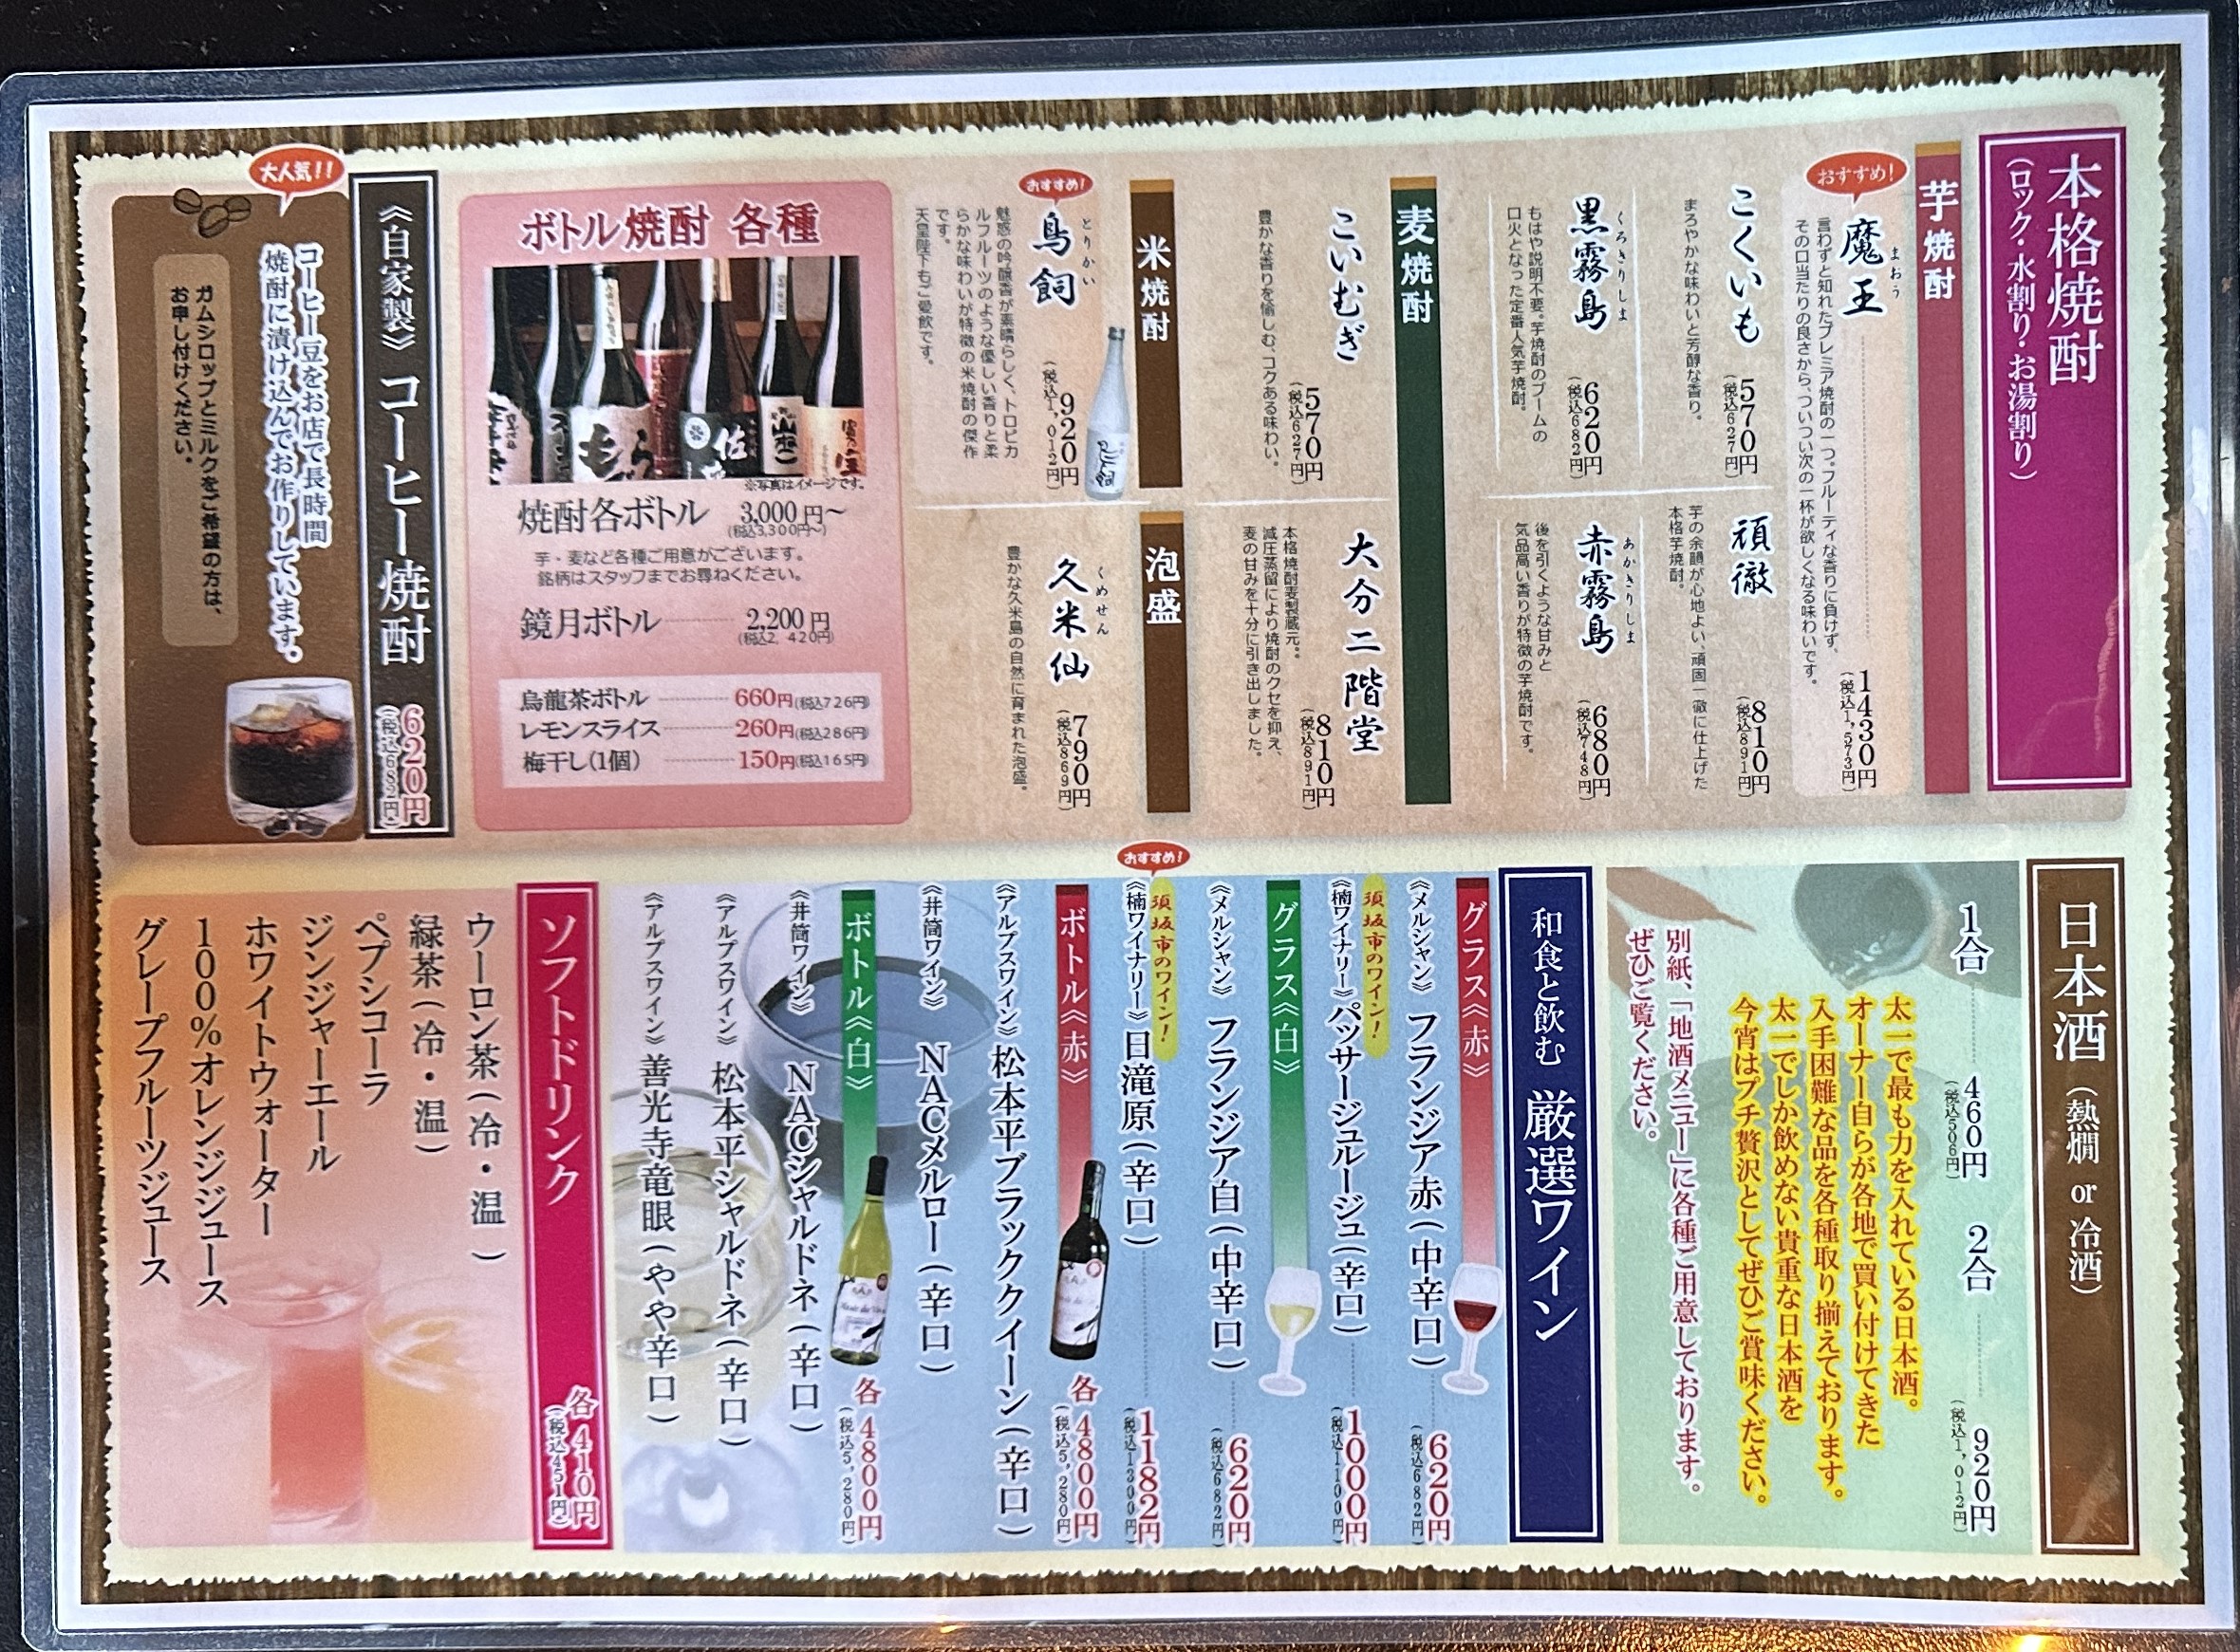 本格焼酎
（ロック・水割り・お湯割り）
芋焼酎
おすすめ！
魔王
まおう
言わずと知れたプレミア焼酎の一つ。フルーティな香りに負けず、
その口当たりの良さから、ついつい次の一杯が欲しくなる味わいです。
1430円
（税込1,573円）
こくいも
570円
（税込627円）
まろやかな味わいと芳醇な香り。
頑徹
810円
（税込891円）
芋の余韻が心地よい、頑固一徹に仕上げた
本格芋焼酎。
黒霧島
くろきりしま
620円
（税込682円）
もはや説明不要。芋焼酎のブームの
口火となった定番人気芋焼酎。
赤霧島
あかきりしま
680円
（税込748円）
後を引くような甘みと
気品高い香りが特徴の芋焼酎です。
麦焼酎
こいむぎ
570円
（税込627円）
豊かな香りを愉しむ、コクある味わい。
大分二階堂
810円
（税込891円）
本格焼酎麦製蔵元。。
減圧蒸留により焼酎のクセを抑え、
麦の甘みを十分に引き出しました。
米焼酎
おすすめ！
鳥飼
とりかい
920円
（税込1,012円）
魅惑の吟醸香が素晴らしく、トロピカ
ルフルーツのような優しい香りと柔
らかな味わいが特徴の米焼酎の傑作
です。
天皇陛下もご愛飲です。
泡盛
久米仙
くめせん
790円
（税込869円）
豊かな久米島の自然に育まれた泡盛。
ボトル焼酎 各種
※写真はイメージです。
焼酎各ボトル 3,000円〜
（税込3,300円〜）
芋・麦など各種ご用意がございます。
銘柄はスタッフまでお尋ねください。
鏡月ボトル 2,200円
（税込2,420円）
烏龍茶ボトル 660円（税込726円）
レモンスライス 260円（税込286円）
梅干し（1個） 150円（税込165円）
《自家製》コーヒー焼酎
620円
（税込682円）
大人気！！
コーヒー豆をお店で長時間
焼酎に漬け込んでお作りしています。
ガムシロップとミルクをご希望の方は、
お申し付けください。
日本酒（熱燗 or 冷酒）
1合 460円
（税込506円）
2合 920円
（税込1,012円）
太一で最も力を入れている日本酒。
オーナー自らが各地で買い付けてきた
入手困難な品を各種取り揃えております。
太一でしか飲めない貴重な日本酒を
今宵はプチ贅沢としてぜひご賞味ください。
別紙、「地酒メニュー」に各種ご用意しております。
ぜひご覧ください。
和食と飲む 厳選ワイン
グラス《赤》
《メルシャン》フランジア赤（中辛口） 620円
（税込682円）
須坂市のワイン！
《楠ワイナリー》パッサージュルージュ（辛口） 1000円
（税込1100円）
グラス《白》
《メルシャン》フランジア白（中辛口） 620円
（税込682円）
おすすめ！
須坂市のワイン！
《楠ワイナリー》日滝原（辛口） 1182円
（税込1300円）
ボトル《赤》
各4800円
（税込5,280円）
《アルプスワイン》松本平ブラッククイーン（辛口）
《井筒ワイン》NACメルロー（辛口）
ボトル《白》
各4800円
（税込5,280円）
《井筒ワイン》NACシャルドネ（辛口）
《アルプスワイン》松本平シャルドネ（辛口）
《アルプスワイン》善光寺竜眼（やや辛口）
ソフトドリンク
各410円
（税込451円）
ウーロン茶（冷・温）
緑茶（冷・温）
ペプシコーラ
ジンジャーエール
ホワイトウォーター
100％オレンジジュース
グレープフルーツジュース